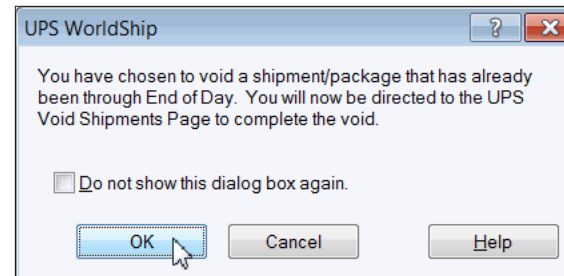 UPS WorldShip
You have chosen to void a shipment/package that has already
been through End of Day.  You will now be directed to the UPS
Void Shipments Page to complete the void.
Do not show this dialog box again.
OK
Cancel
Help